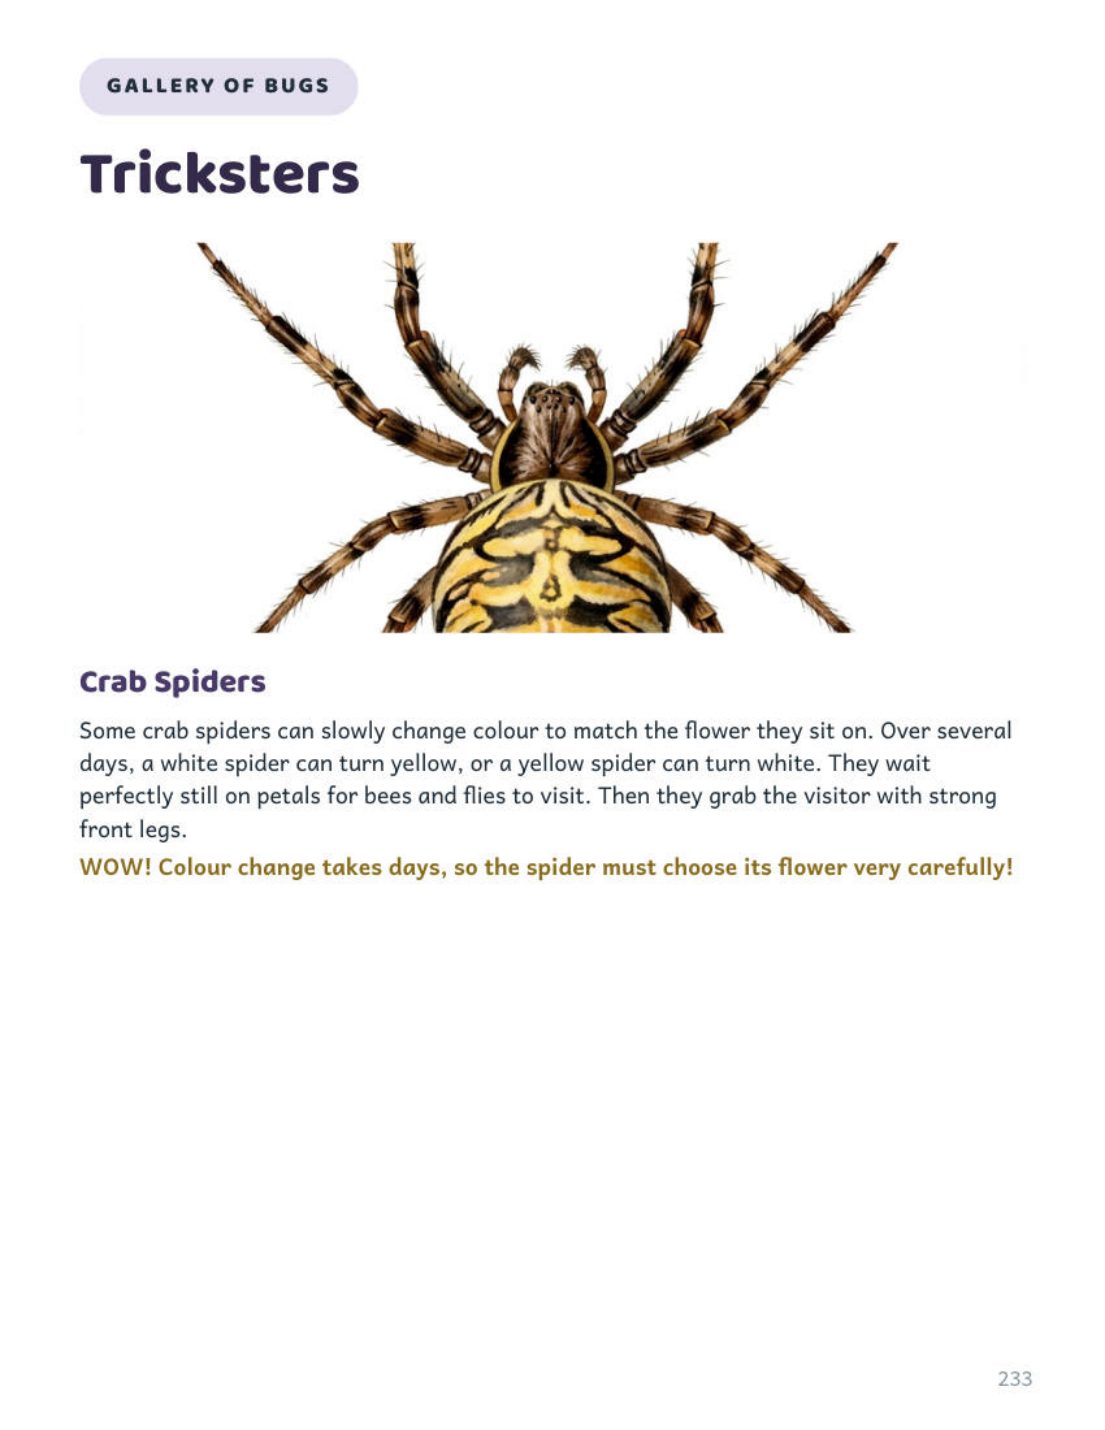 GALLERY OF BUGS
Tricksters
Crab Spiders
Some crab spiders can slowly change colour to match the flower they sit on. Over several
days, a white spider can turn yellow, or a yellow spider can turn white. They wait
perfectly still on petals for bees and flies to visit. Then they grab the visitor with strong
front legs.
WOW! Colour change takes days, so the spider must choose its flower very carefully!
233